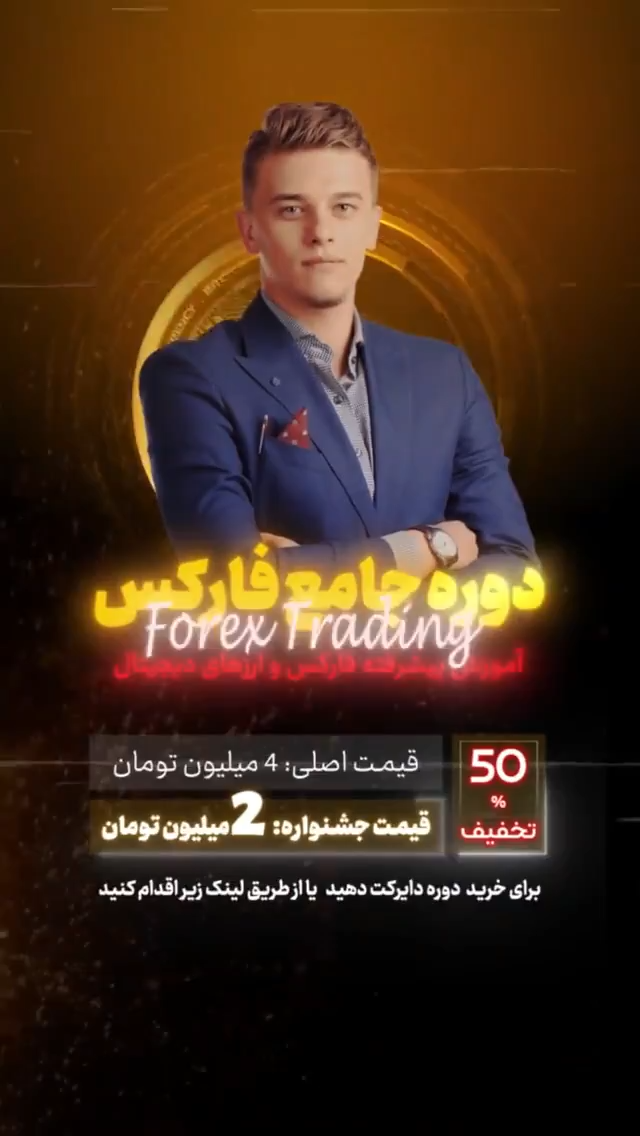 دوره جامع فارکس
Forex Trading
آموزش پیشرفته فارکس و ارزهای دیجیتال
قیمت اصلی: 4 میلیون تومان
قیمت جشنواره: 2 میلیون تومان
50
%
تخفیف
برای خرید دوره دایرکت دهید یا از طریق لینک زیر اقدام کنید